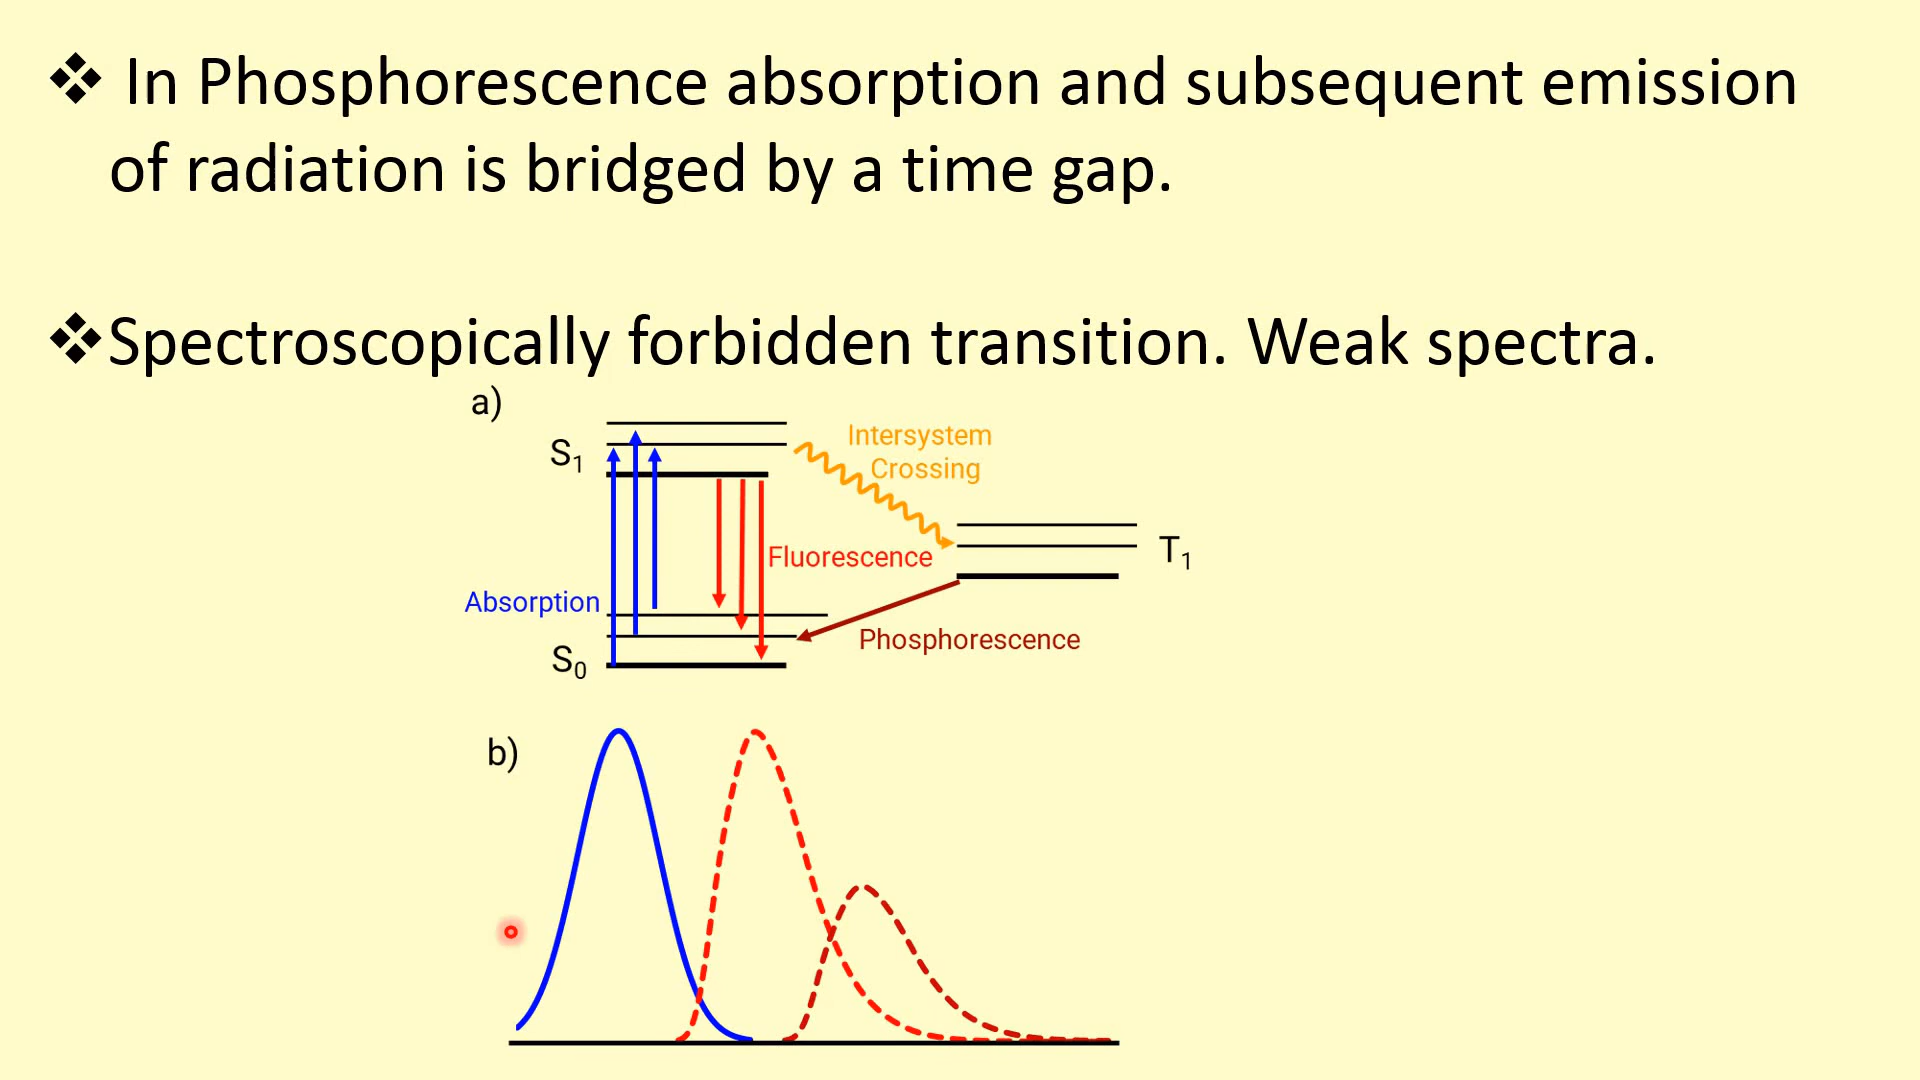 ❖ In Phosphorescence absorption and subsequent emission
of radiation is bridged by a time gap.
❖Spectroscopically forbidden transition. Weak spectra.
a)
S₁
Intersystem
Crossing
T₁
Fluorescence
Absorption
Phosphorescence
S₀
b)